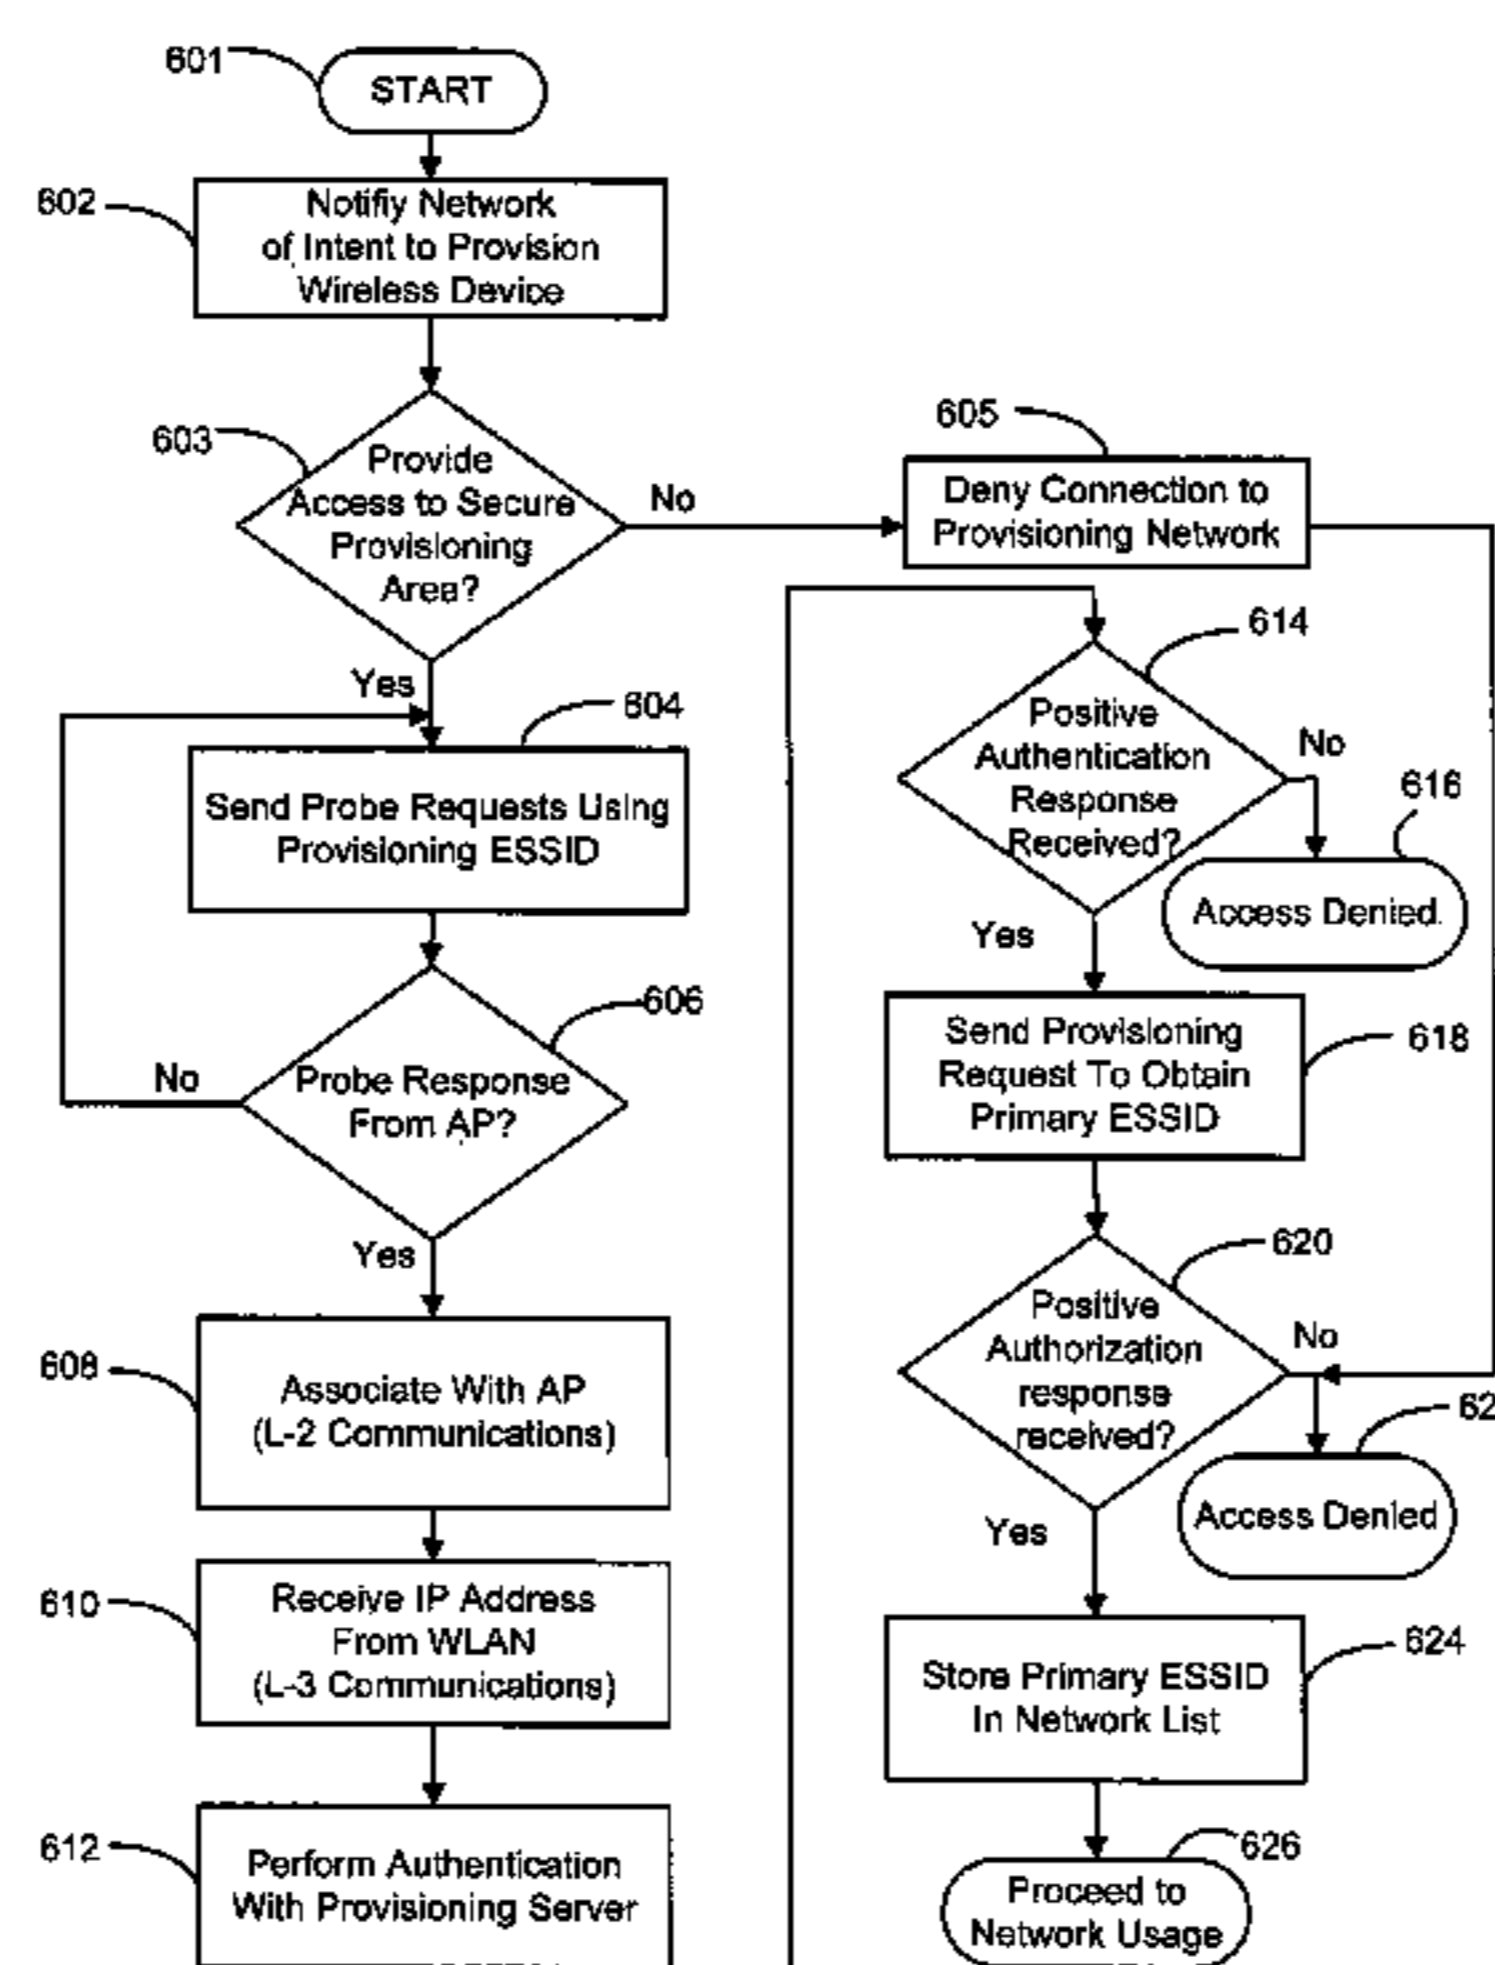 601
START
602
Notifiy Network
of Intent to Provision
Wireless Device
603
Provide
Access to Secure
Provisioning
Area?
No
Yes
604
Send Probe Requests Using
Provisioning ESSID
606
Probe Response
From AP?
No
Yes
608
Associate With AP
(L-2 Communications)
610
Receive IP Address
From WLAN
(L-3 Communications)
612
Perform Authentication
With Provisioning Server
605
Deny Connection to
Provisioning Network
614
Positive
Authentication
Response
Received?
No
616
Access Denied.
Yes
618
Send Provisioning
Request To Obtain
Primary ESSID
620
Positive
Authorization
response
received?
No
62
Access Denied
Yes
624
Store Primary ESSID
In Network List
626
Proceed to
Network Usage